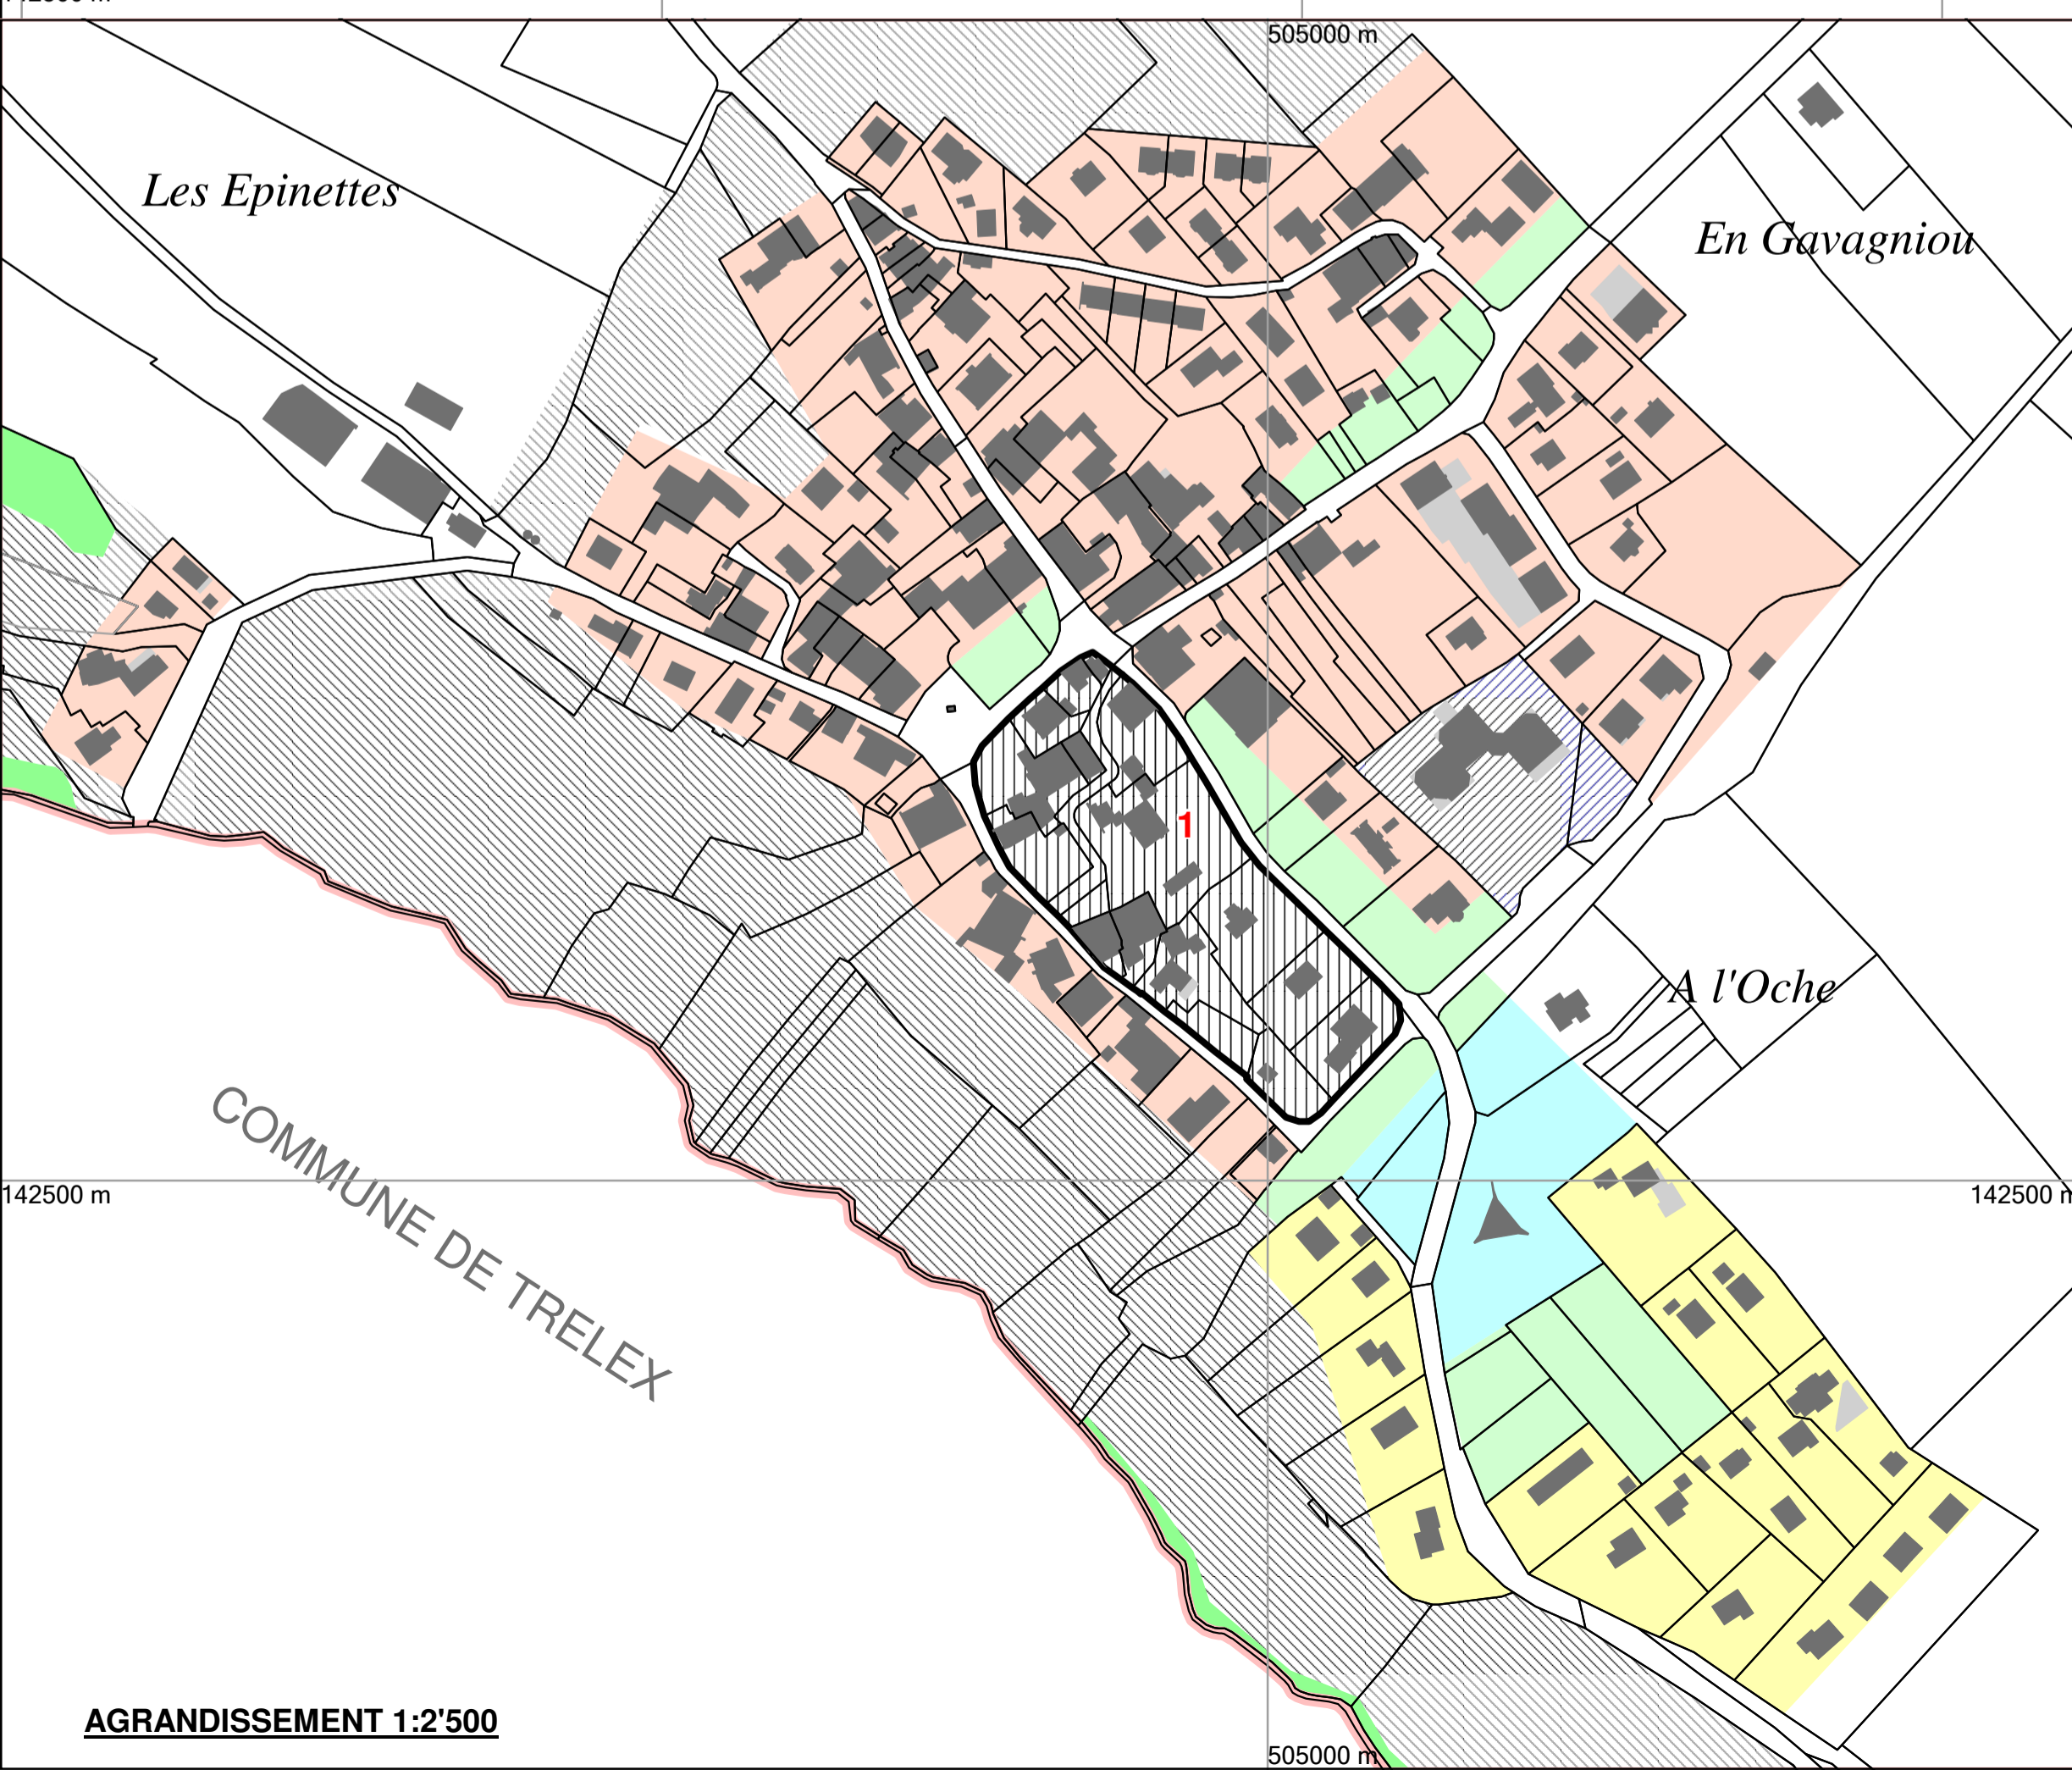 505000 m
Les Epinettes
En Gavagniou
1
A l'Oche
COMMUNE DE TRELEX
142500 m
142500 m
AGRANDISSEMENT 1:2'500
505000 m